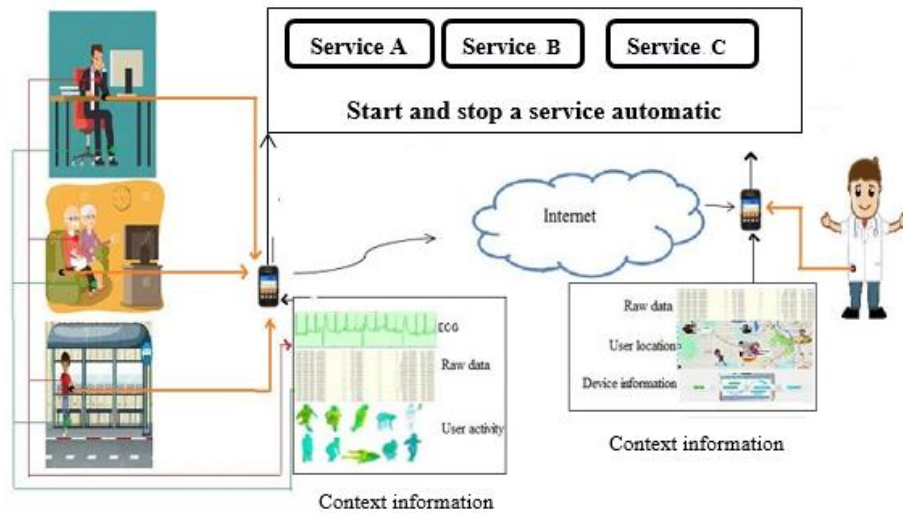 Service A
Service B
Service C
Start and stop a service automatic
Internet
ECG
Raw data
User activity
Context information
Raw data
User location
Device information
Context information